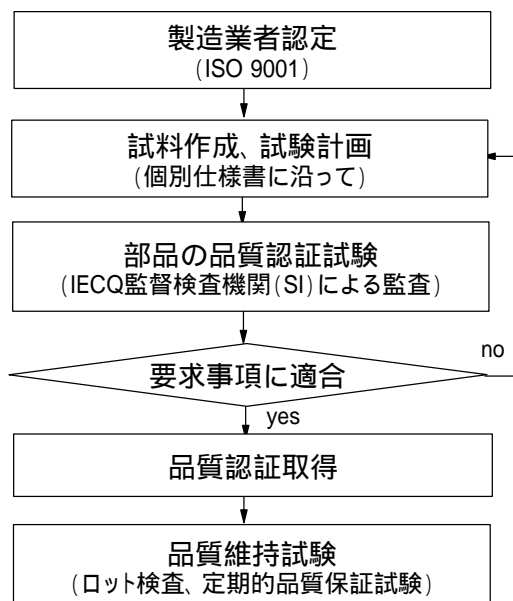 製造業者認定
(ISO 9001)
試料作成、試験計画
(個別仕様書に沿って)
部品の品質認証試験
(IECQ監督検査機関(SI)による監査)
要求事項に適合
no
yes
品質認証取得
品質維持試験
(ロット検査、定期的品質保証試験)